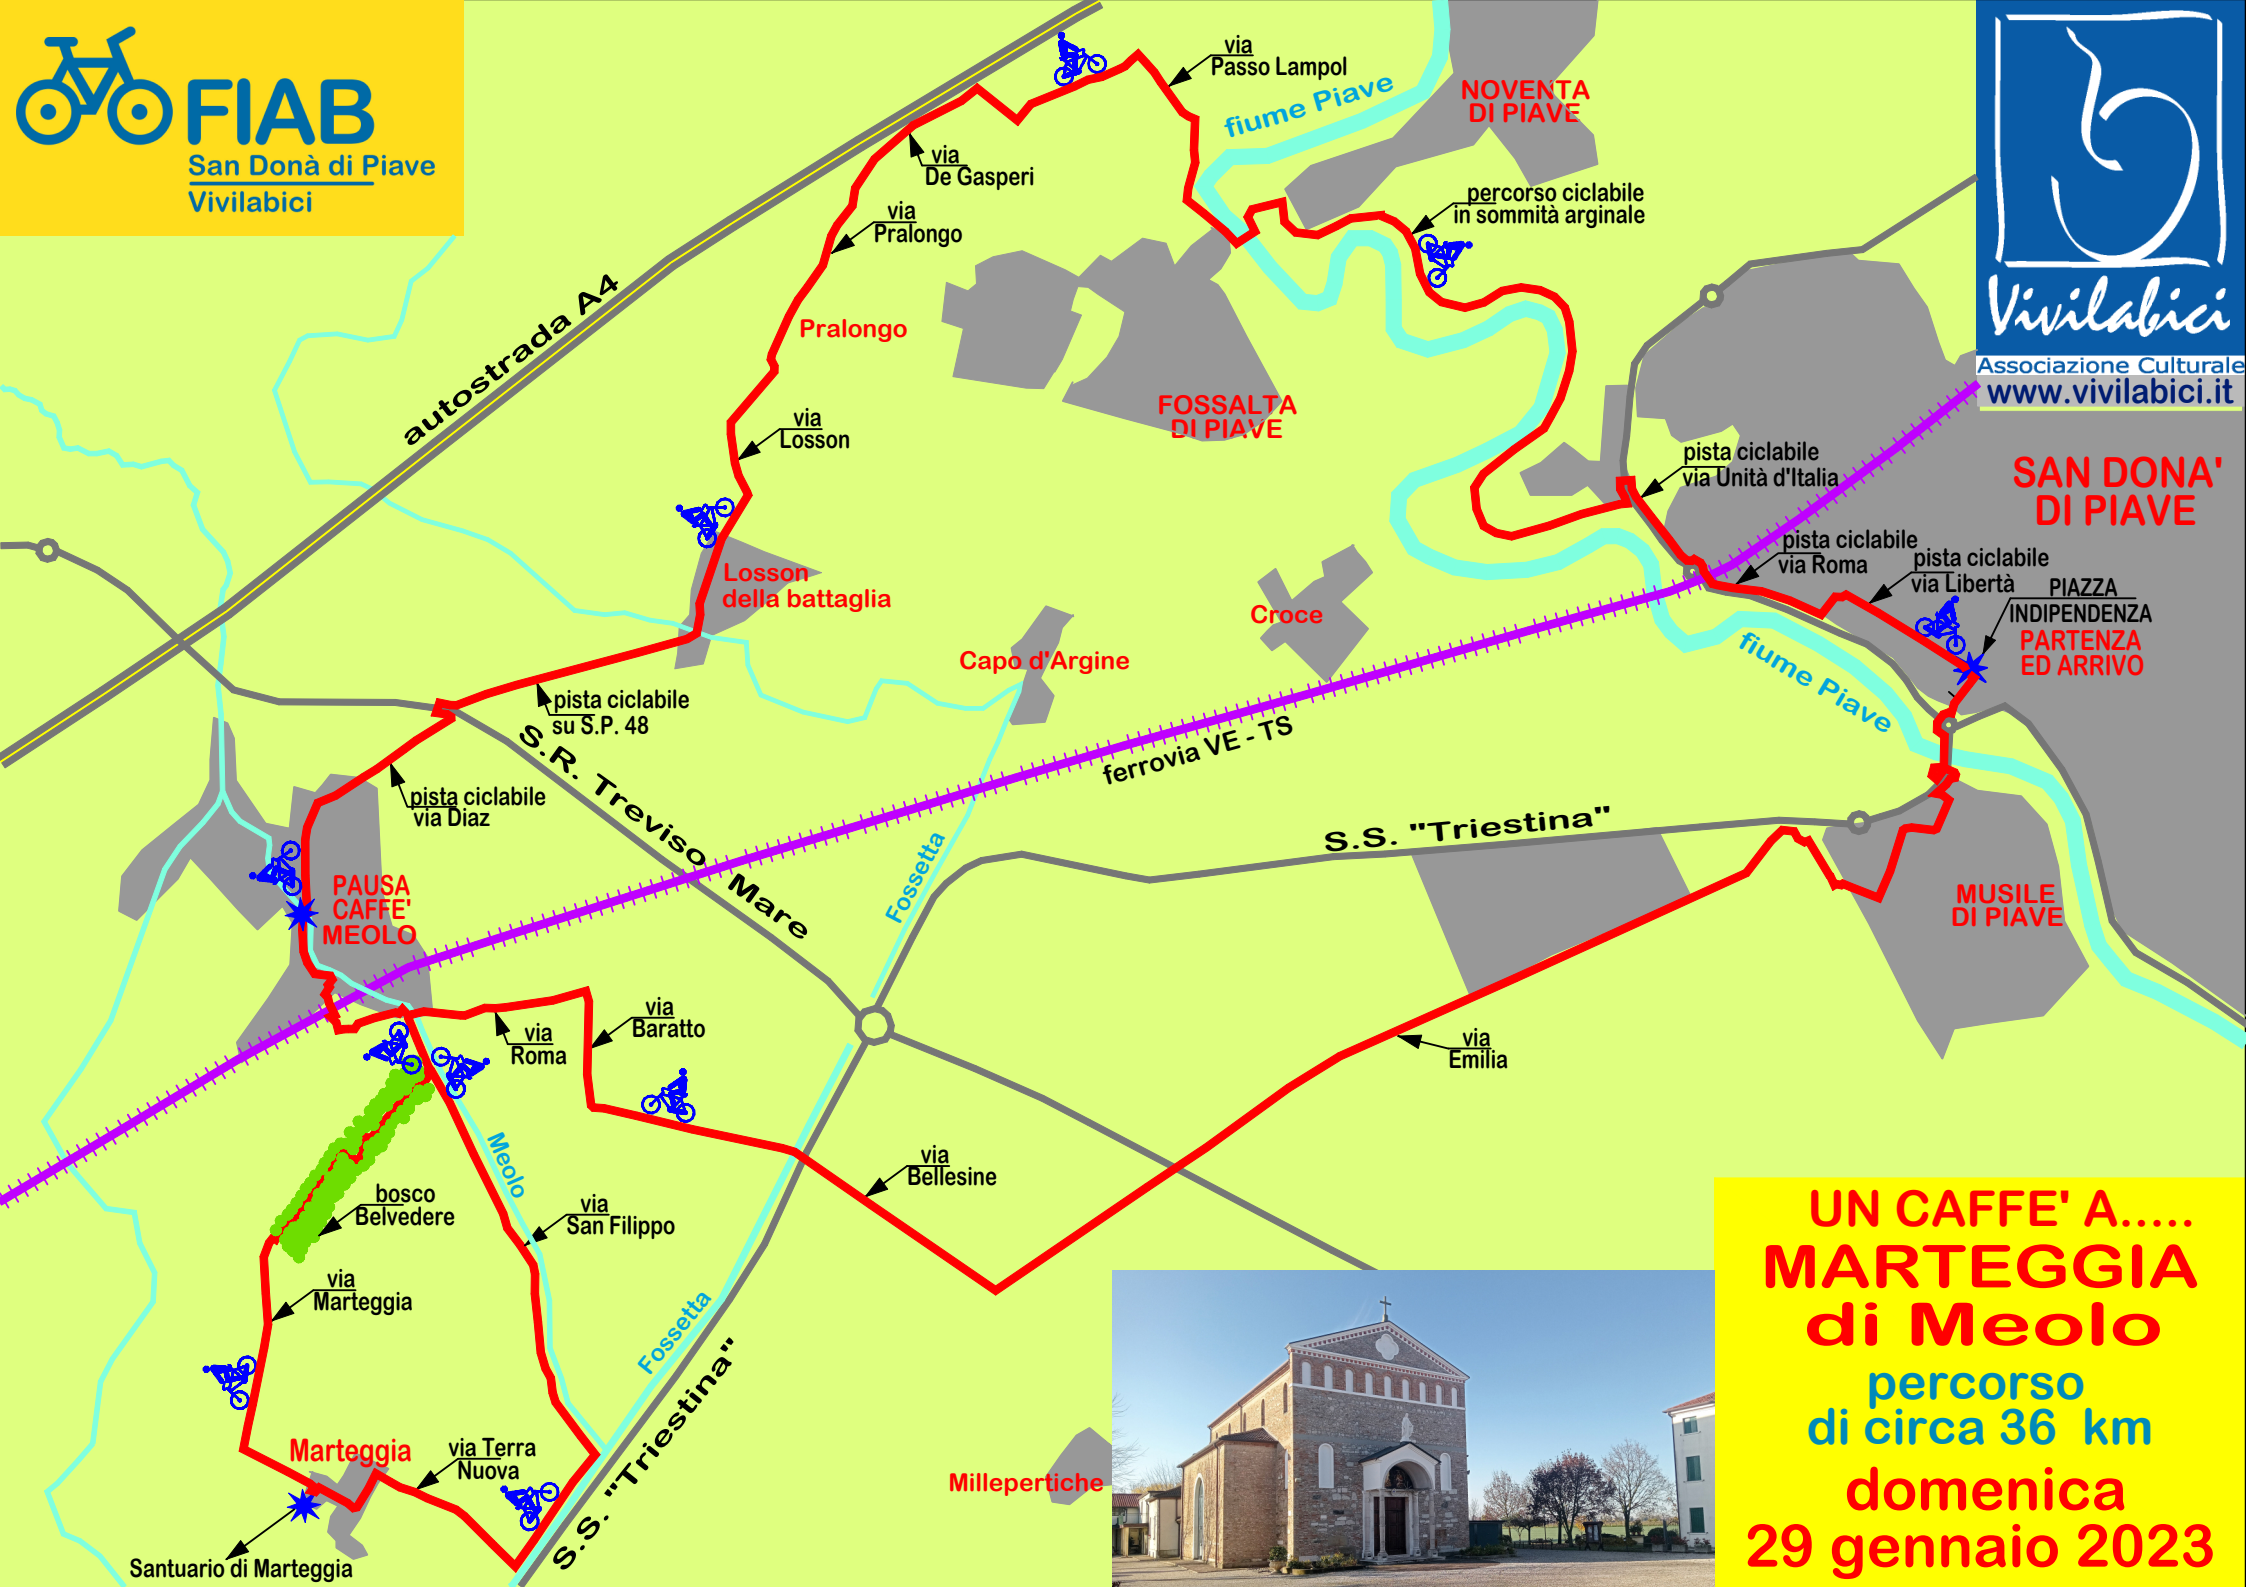 FIAB
San Donà di Piave
Vivilabici
via
Passo Lampol
fiume Piave
NOVENTA
DI PIAVE
via
De Gasperi
percorso ciclabile
in sommità arginale
via
Pralongo
Vivilabici
Associazione Culturale
www.vivilabici.it
autostrada A4
Pralongo
FOSSALTA
DI PIAVE
via
Losson
pista ciclabile
via Unità d'Italia
SAN DONA'
DI PIAVE
pista ciclabile
via Roma
pista ciclabile
via Libertà
PIAZZA
INDIPENDENZA
PARTENZA
ED ARRIVO
Losson
della battaglia
Croce
Capo d'Argine
fiume Piave
pista ciclabile
su S.P. 48
S.R. Treviso Mare
ferrovia VE - TS
pista ciclabile
via Diaz
S.S. "Triestina"
Fossetta
PAUSA
CAFFE'
MEOLO
MUSILE
DI PIAVE
via
Roma
via
Baratto
via
Emilia
Meolo
via
Bellesine
bosco
Belvedere
via
San Filippo
via
Marteggia
Fossetta
S.S. "Triestina"
Marteggia
via Terra
Nuova
Millepertiche
Santuario di Marteggia
UN CAFFE' A.....
MARTEGGIA
di Meolo
percorso
di circa 36 km
domenica
29 gennaio 2023